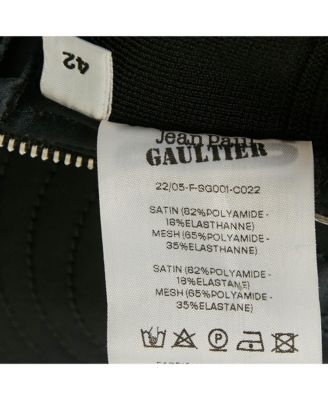 42
Jean Paul
GAULTIER
22/05-F-SG001-C022
SATIN (82%POLYAMIDE -
18%ELASTHANNE)
MESH (65%POLYAMIDE -
35%ELASTHANNE)
SATIN (82%POLYAMIDE -
18%ELASTANE)
MESH (65%POLYAMIDE -
35%ELASTANE)
P